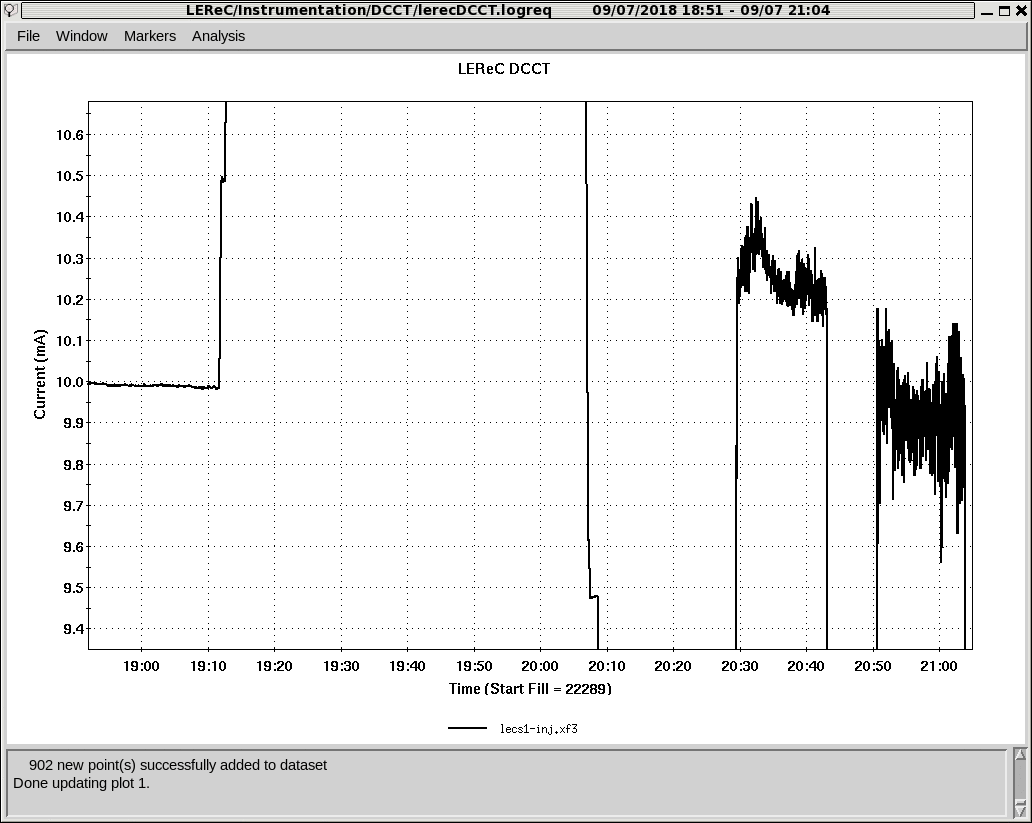 LEReC/Instrumentation/DCCT/lerecDCCT.logreq 09/07/2018 18:51 - 09/07 21:04
File Window Markers Analysis
LEReC DCCT
10.6
10.5
10.4
10.3
10.2
10.1
10.0
9.9
9.8
9.7
9.6
9.5
9.4
Current (mA)
19:00 19:10 19:20 19:30 19:40 19:50 20:00 20:10 20:20 20:30 20:40 20:50 21:00
Time (Start Fill = 22289)
lecs1-inj.xf3
902 new point(s) successfully added to dataset
Done updating plot 1.